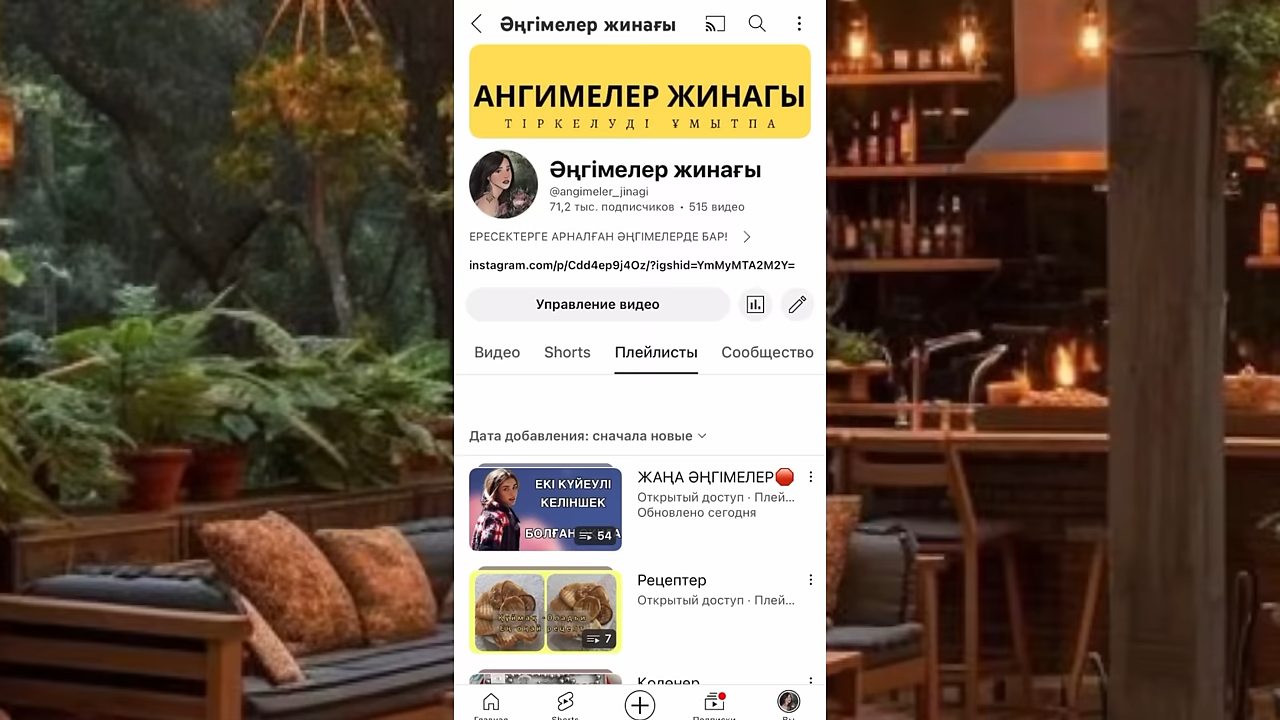 Әңгімелер жинағы
АНГИМЕЛЕР ЖИНАГЫ
ТІРКЕЛУДІ ҰМЫТПА
Әңгімелер жинағы
@angimeler_jinagi
71,2 тыс. подписчиков • 515 видео
ЕРЕСЕКТЕРГЕ АРНАЛҒАН ӘҢГІМЕЛЕРДЕ БАР!
instagram.com/p/Cdd4ep9j4Oz/?igshid=YmMyMTA2M2Y=
Управление видео
Видео Shorts Плейлисты Сообщество
Дата добавления: сначала новые
ЕКІ КҮЙЕУЛІ
КЕЛІНШЕК
54
ЖАҢА ӘҢГІМЕЛЕР
Открытый доступ · Плей...
Обновлено сегодня
7
Рецептер
Открытый доступ · Плей...
Shorts